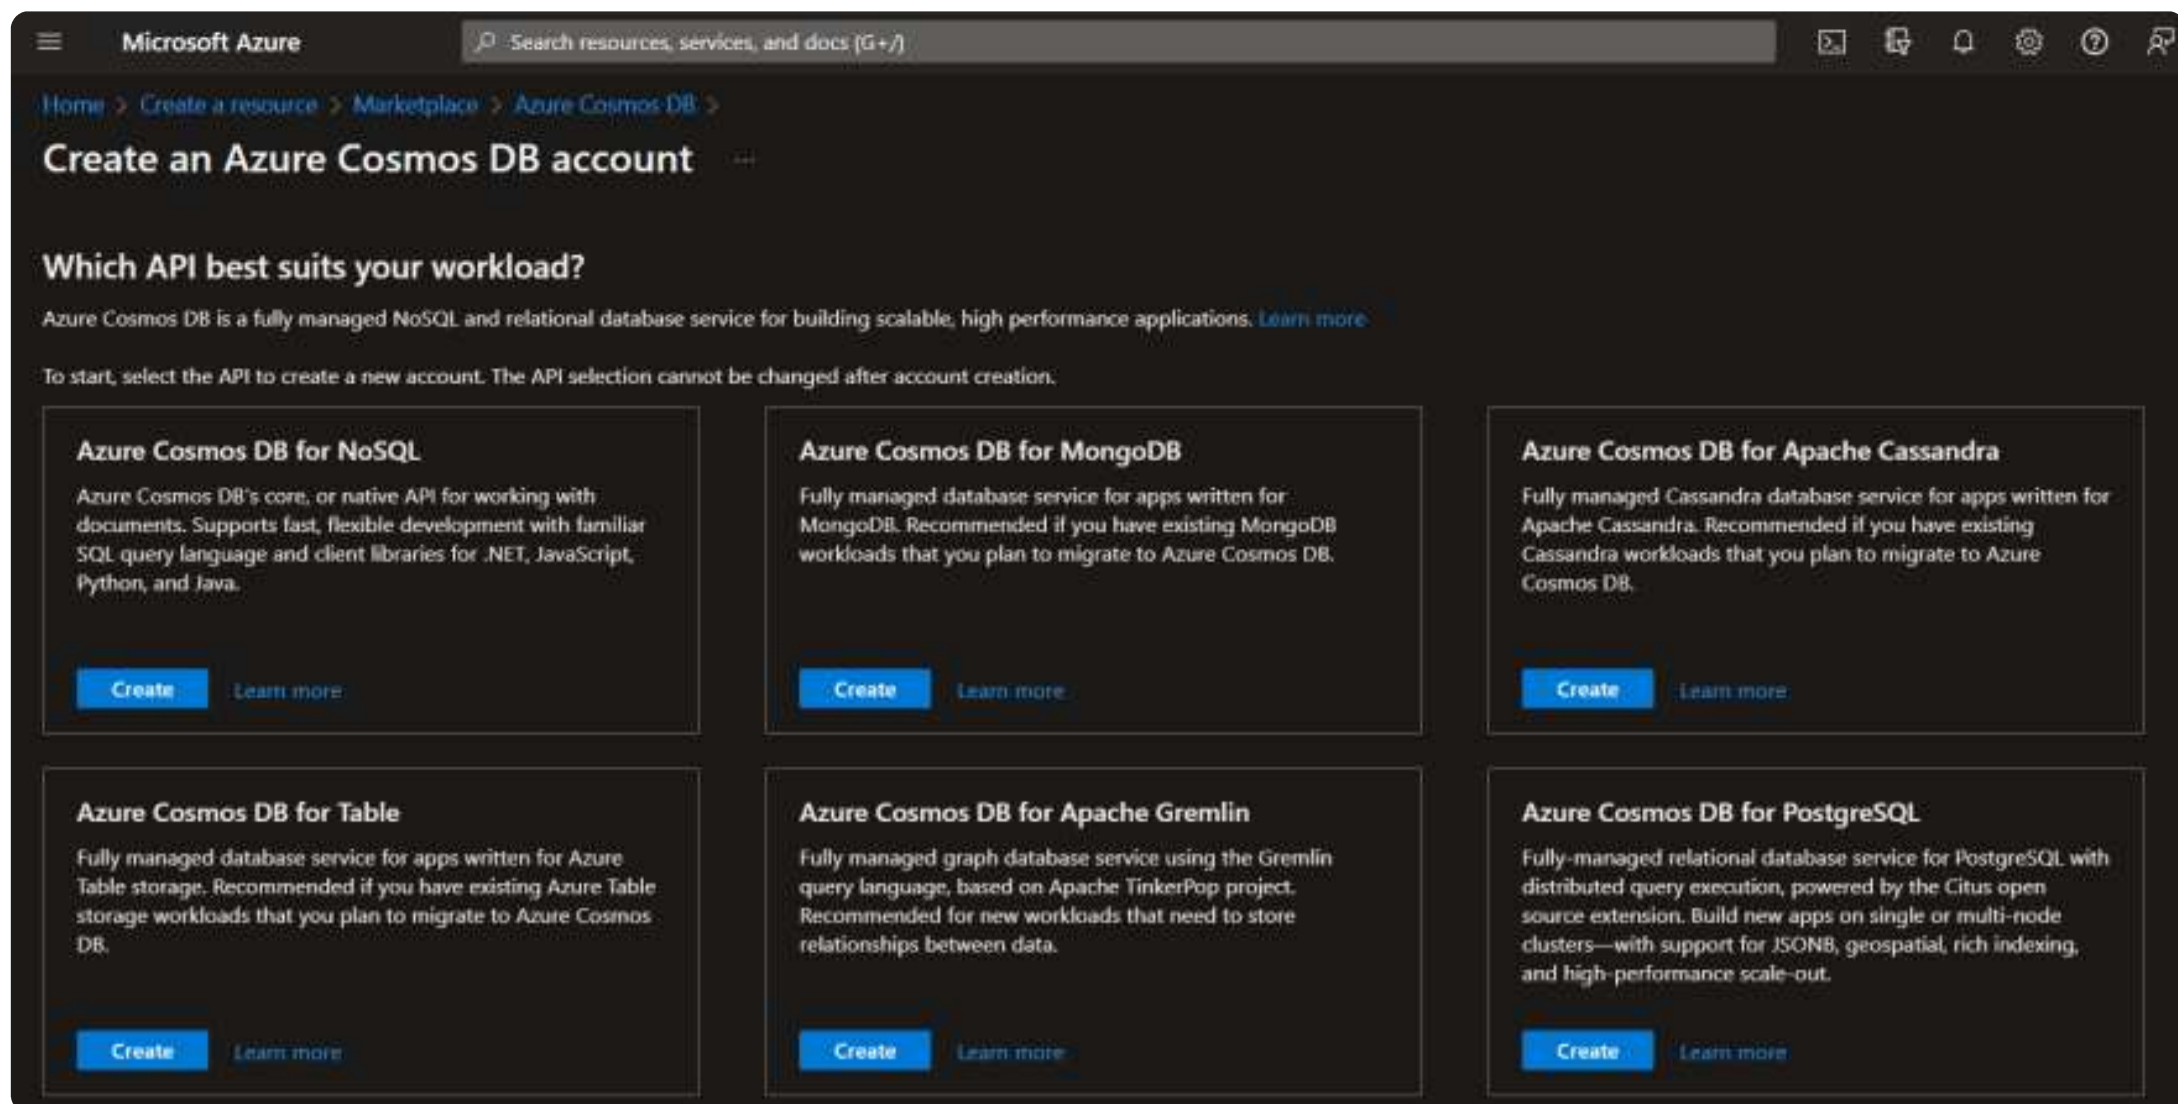 Microsoft Azure
Search resources, services, and docs (G+/)
Home > Create a resource > Marketplace > Azure Cosmos DB >
Create an Azure Cosmos DB account ...
Which API best suits your workload?
Azure Cosmos DB is a fully managed NoSQL and relational database service for building scalable, high performance applications. Learn more
To start, select the API to create a new account. The API selection cannot be changed after account creation.
Azure Cosmos DB for NoSQL
Azure Cosmos DB's core, or native API for working with
documents. Supports fast, flexible development with familiar
SQL query language and client libraries for .NET, JavaScript,
Python, and Java.
Create Learn more
Azure Cosmos DB for MongoDB
Fully managed database service for apps written for
MongoDB. Recommended if you have existing MongoDB
workloads that you plan to migrate to Azure Cosmos DB.
Create Learn more
Azure Cosmos DB for Apache Cassandra
Fully managed Cassandra database service for apps written for
Apache Cassandra. Recommended if you have existing
Cassandra workloads that you plan to migrate to Azure
Cosmos DB.
Create Learn more
Azure Cosmos DB for Table
Fully managed database service for apps written for Azure
Table storage. Recommended if you have existing Azure Table
storage workloads that you plan to migrate to Azure Cosmos
DB.
Create Learn more
Azure Cosmos DB for Apache Gremlin
Fully managed graph database service using the Gremlin
query language, based on Apache TinkerPop project.
Recommended for new workloads that need to store
relationships between data.
Create Learn more
Azure Cosmos DB for PostgreSQL
Fully-managed relational database service for PostgreSQL with
distributed query execution, powered by the Citus open
source extension. Build new apps on single or multi-node
clusters—with support for JSONB, geospatial, rich indexing,
and high-performance scale-out.
Create Learn more